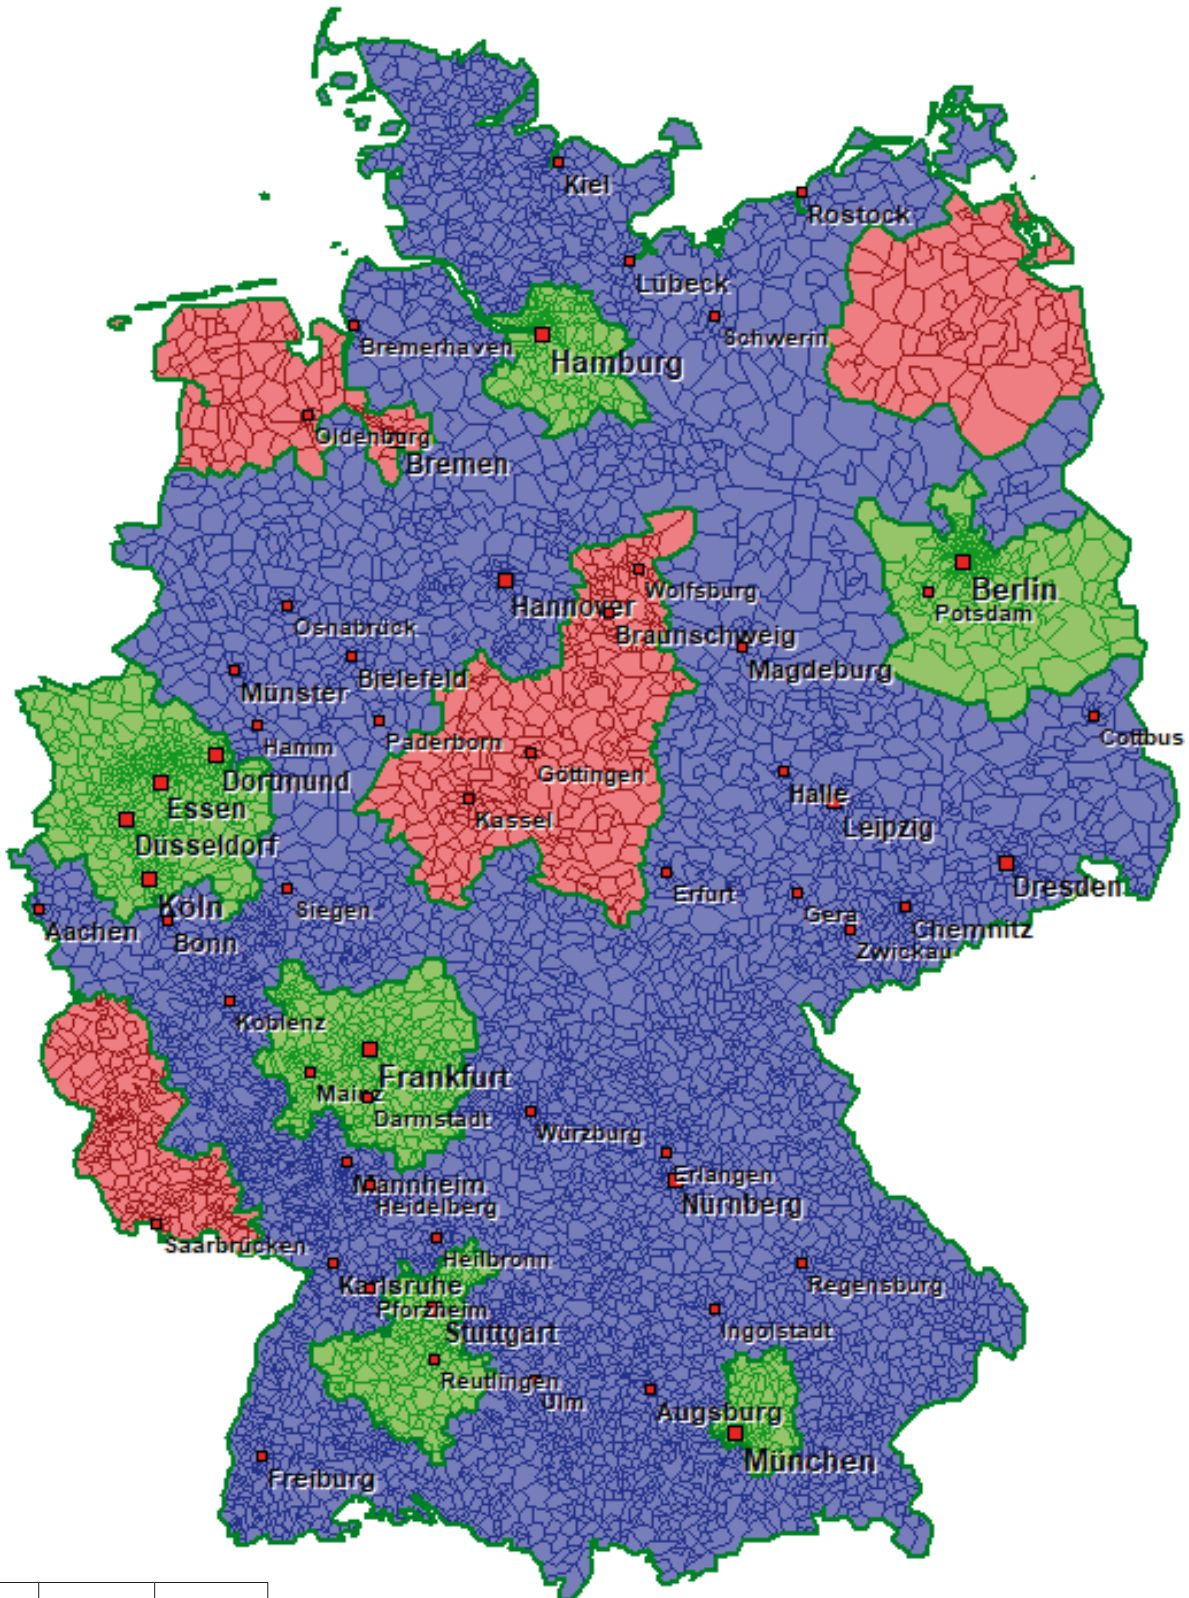 Kiel
Rostock
Lübeck
Schwerin
Bremerhaven
Hamburg
Oldenburg
Bremen
Berlin
Wolfsburg
Hannover
Potsdam
Osnabrück
Braunschweig
Magdeburg
Bielefeld
Münster
Cottbus
Paderborn
Hamm
Göttingen
Dortmund
Halle
Essen
Kassel
Leipzig
Dusseldorf
Dresden
Erfurt
Köln
Siegen
Gera
Chemnitz
Aachen
Bonn
Zwickau
Koblenz
Frankfurt
Mainz
Darmstadt
Würzburg
Erlangen
Mannheim
Nürnberg
Heidelberg
Saarbrücken
Heilbronn
Karlsruhe
Regensburg
Pforzheim
Stuttgart
Ingolstadt
Reutlingen
Ulm
Augsburg
München
Freiburg